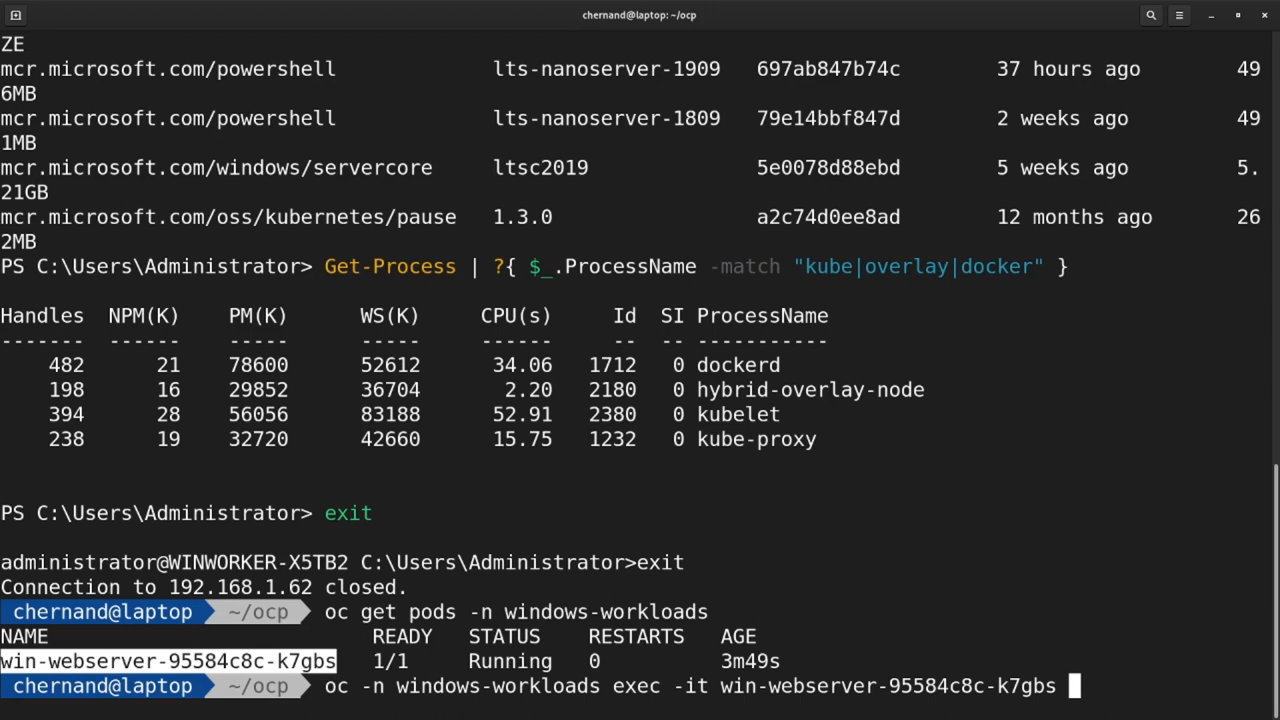 chernand@laptop: ~/ocp
ZE
mcr.microsoft.com/powershell lts-nanoserver-1909 697ab847b74c 37 hours ago 49
6MB
mcr.microsoft.com/powershell lts-nanoserver-1809 79e14bbf847d 2 weeks ago 49
1MB
mcr.microsoft.com/windows/servercore ltsc2019 5e0078d88ebd 5 weeks ago 5.
21GB
mcr.microsoft.com/oss/kubernetes/pause 1.3.0 a2c74d0ee8ad 12 months ago 26
2MB
PS C:\Users\Administrator> Get-Process | ?{ $_.ProcessName -match "kube|overlay|docker" }
Handles NPM(K) PM(K) WS(K) CPU(s) Id SI ProcessName
------- ------ ----- ----- ------ -- -- -----------
482 21 78600 52612 34.06 1712 0 dockerd
198 16 29852 36704 2.20 2180 0 hybrid-overlay-node
394 28 56056 83188 52.91 2380 0 kubelet
238 19 32720 42660 15.75 1232 0 kube-proxy
PS C:\Users\Administrator> exit
administrator@WINWORKER-X5TB2 C:\Users\Administrator>exit
Connection to 192.168.1.62 closed.
chernand@laptop ~/ocp oc get pods -n windows-workloads
NAME READY STATUS RESTARTS AGE
win-webserver-95584c8c-k7gbs 1/1 Running 0 3m49s
chernand@laptop ~/ocp oc -n windows-workloads exec -it win-webserver-95584c8c-k7gbs